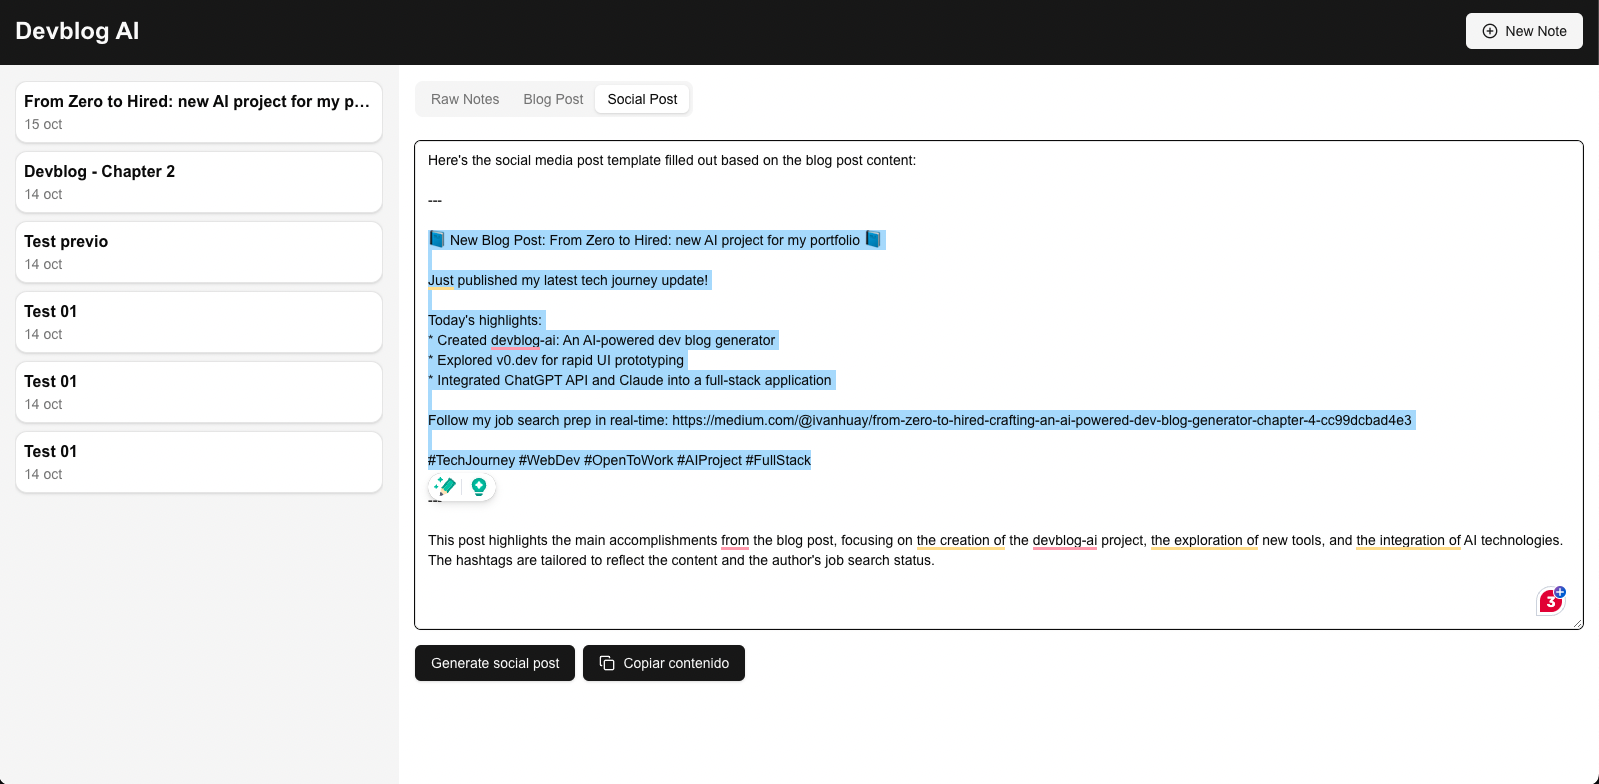 Devblog AI
New Note
From Zero to Hired: new AI project for my p...
15 oct
Devblog - Chapter 2
14 oct
Test previo
14 oct
Test 01
14 oct
Test 01
14 oct
Test 01
14 oct
Raw Notes
Blog Post
Social Post
Here's the social media post template filled out based on the blog post content:
---
📘 New Blog Post: From Zero to Hired: new AI project for my portfolio 📘
Just published my latest tech journey update!
Today's highlights:
* Created devblog-ai: An AI-powered dev blog generator
* Explored v0.dev for rapid UI prototyping
* Integrated ChatGPT API and Claude into a full-stack application
Follow my job search prep in real-time: https://medium.com/@ivanhuay/from-zero-to-hired-crafting-an-ai-powered-dev-blog-generator-chapter-4-cc99dcbad4e3
#TechJourney #WebDev #OpenToWork #AIProject #FullStack
---
This post highlights the main accomplishments from the blog post, focusing on the creation of the devblog-ai project, the exploration of new tools, and the integration of AI technologies.
The hashtags are tailored to reflect the content and the author's job search status.
3
Generate social post
Copiar contenido